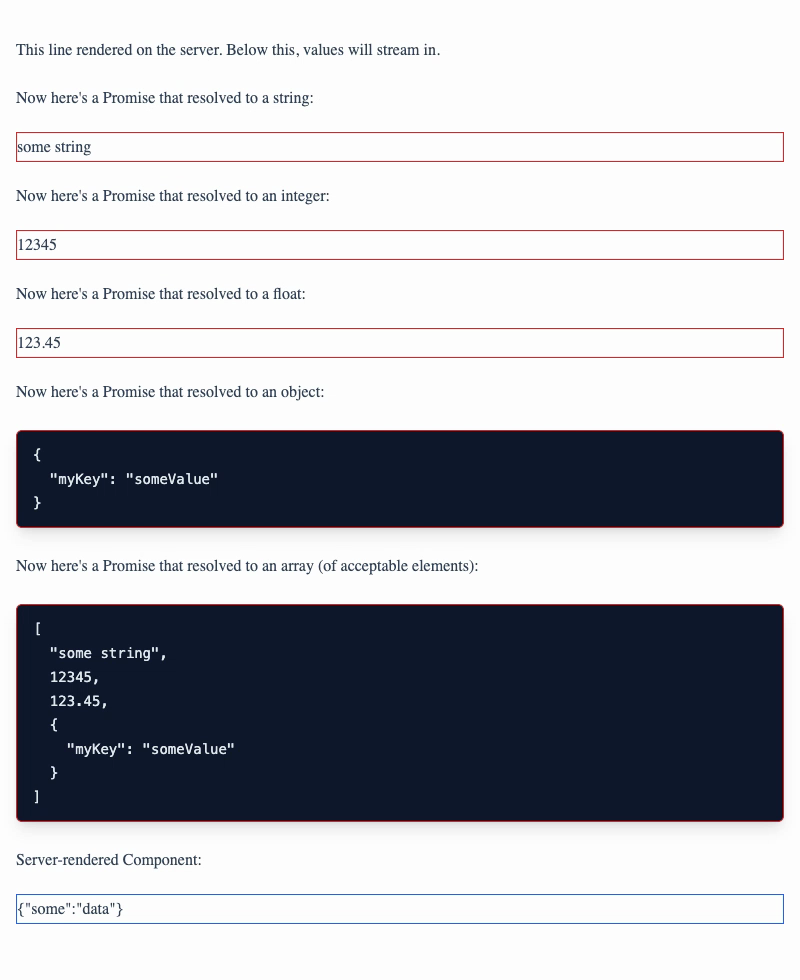 This line rendered on the server. Below this, values will stream in.
Now here's a Promise that resolved to a string:
some string
Now here's a Promise that resolved to an integer:
12345
Now here's a Promise that resolved to a float:
123.45
Now here's a Promise that resolved to an object:
{
  "myKey": "someValue"
}
Now here's a Promise that resolved to an array (of acceptable elements):
[
  "some string",
  12345,
  123.45,
  {
    "myKey": "someValue"
  }
]
Server-rendered Component:
{"some":"data"}